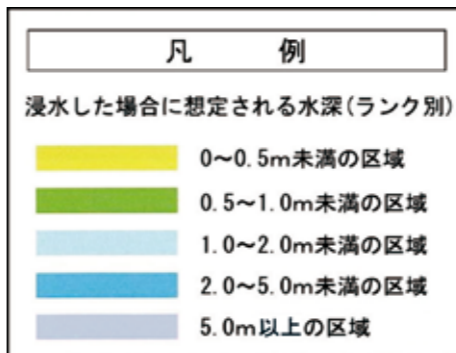 凡 例
浸水した場合に想定される水深(ランク別)
0～0.5m未満の区域
0.5～1.0m未満の区域
1.0～2.0m未満の区域
2.0～5.0m未満の区域
5.0m以上の区域